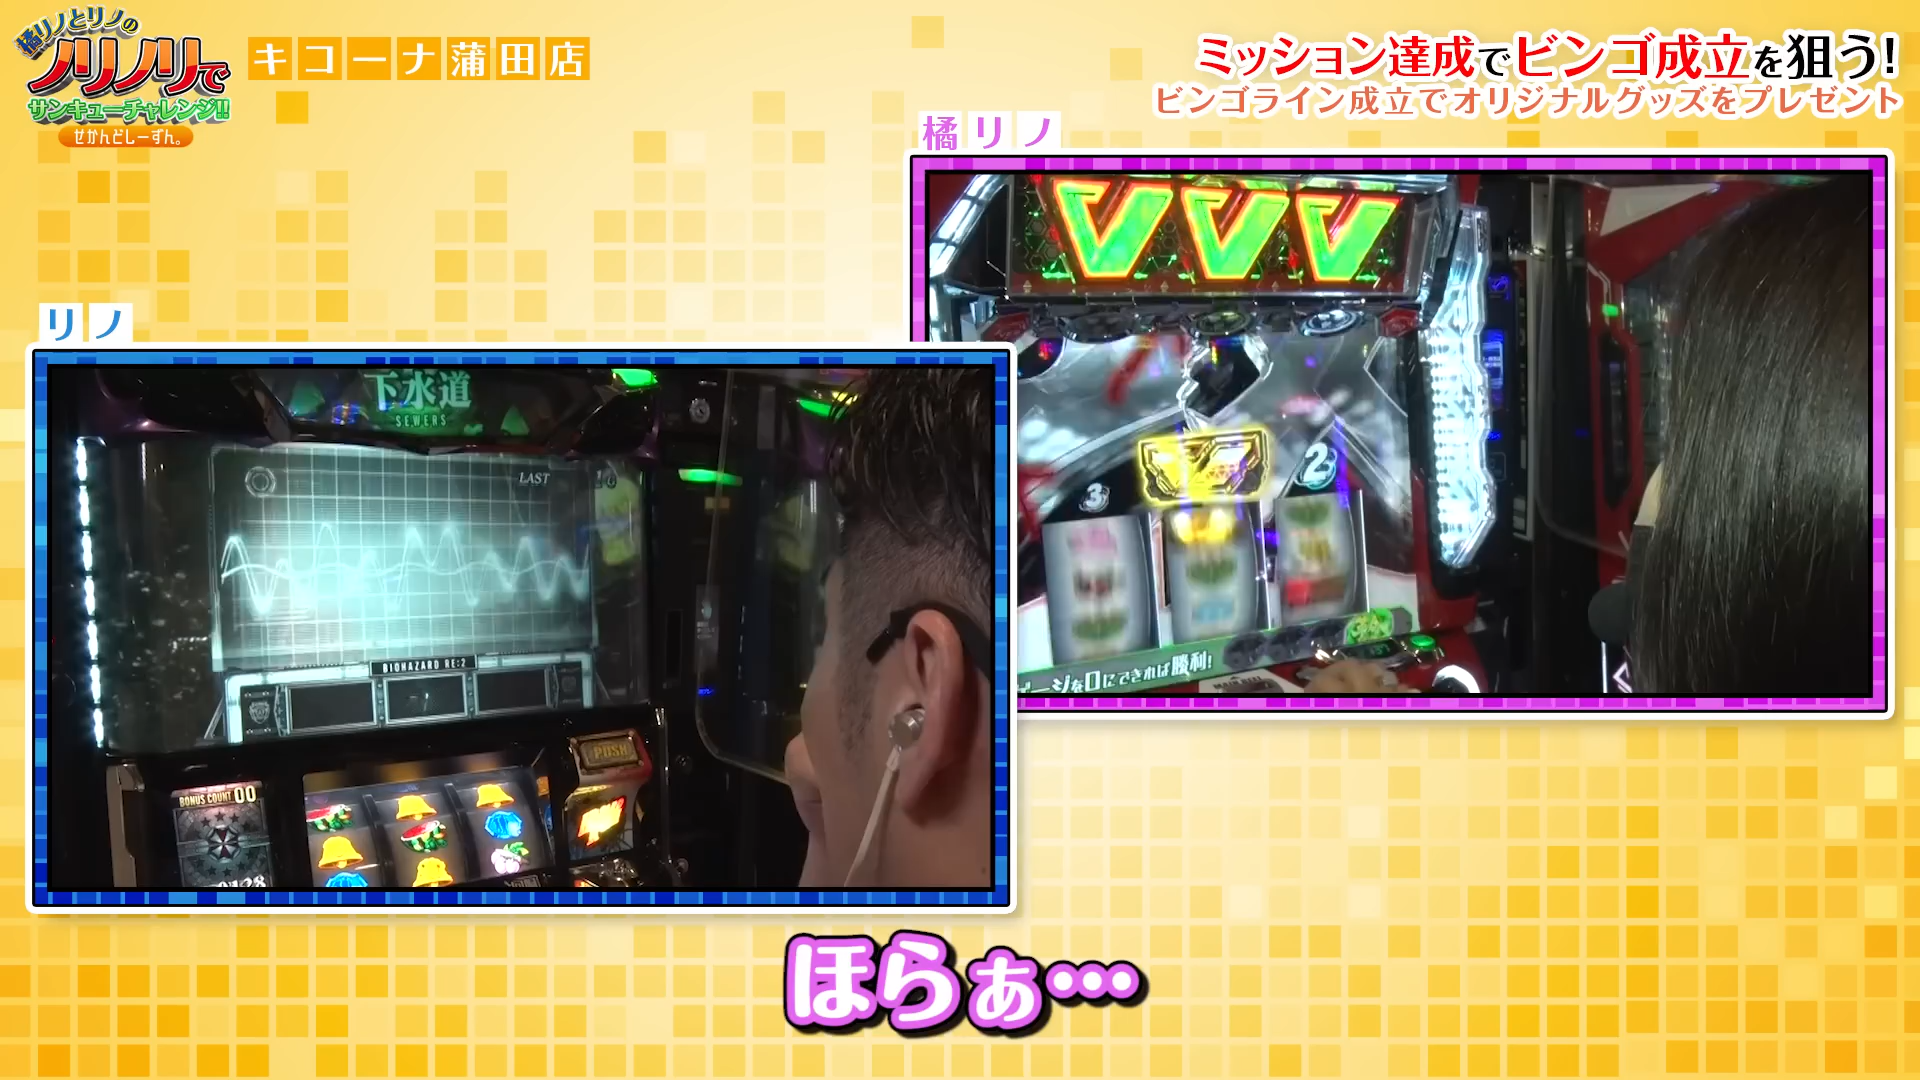 橘リノとリノの
ノリノリで
サンキューチャレンジ!!
せかんどしーずん。
キコーナ蒲田店
ミッション達成でビンゴ成立を狙う!
ビンゴライン成立でオリジナルグッズをプレゼント
橘リノ
VVV
3
2
にできれば勝利!
リノ
下水道
SEWERS
LAST
BIOHAZARD RE:2
PUSH
BONUS COUNT 00
ほらぁ…